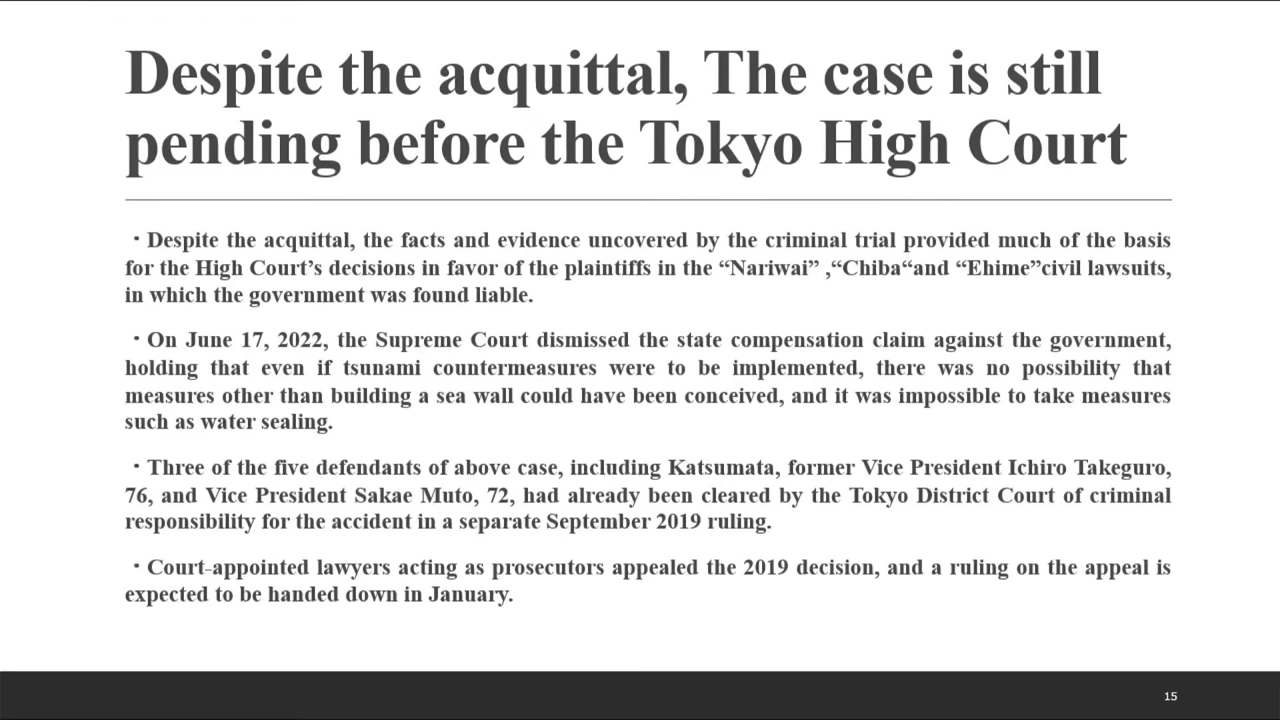 Despite the acquittal, The case is still
pending before the Tokyo High Court
・Despite the acquittal, the facts and evidence uncovered by the criminal trial provided much of the basis
for the High Court’s decisions in favor of the plaintiffs in the “Nariwai” ,“Chiba“and “Ehime”civil lawsuits,
in which the government was found liable.
・On June 17, 2022, the Supreme Court dismissed the state compensation claim against the government,
holding that even if tsunami countermeasures were to be implemented, there was no possibility that
measures other than building a sea wall could have been conceived, and it was impossible to take measures
such as water sealing.
・Three of the five defendants of above case, including Katsumata, former Vice President Ichiro Takeguro,
76, and Vice President Sakae Muto, 72, had already been cleared by the Tokyo District Court of criminal
responsibility for the accident in a separate September 2019 ruling.
・Court-appointed lawyers acting as prosecutors appealed the 2019 decision, and a ruling on the appeal is
expected to be handed down in January.
15